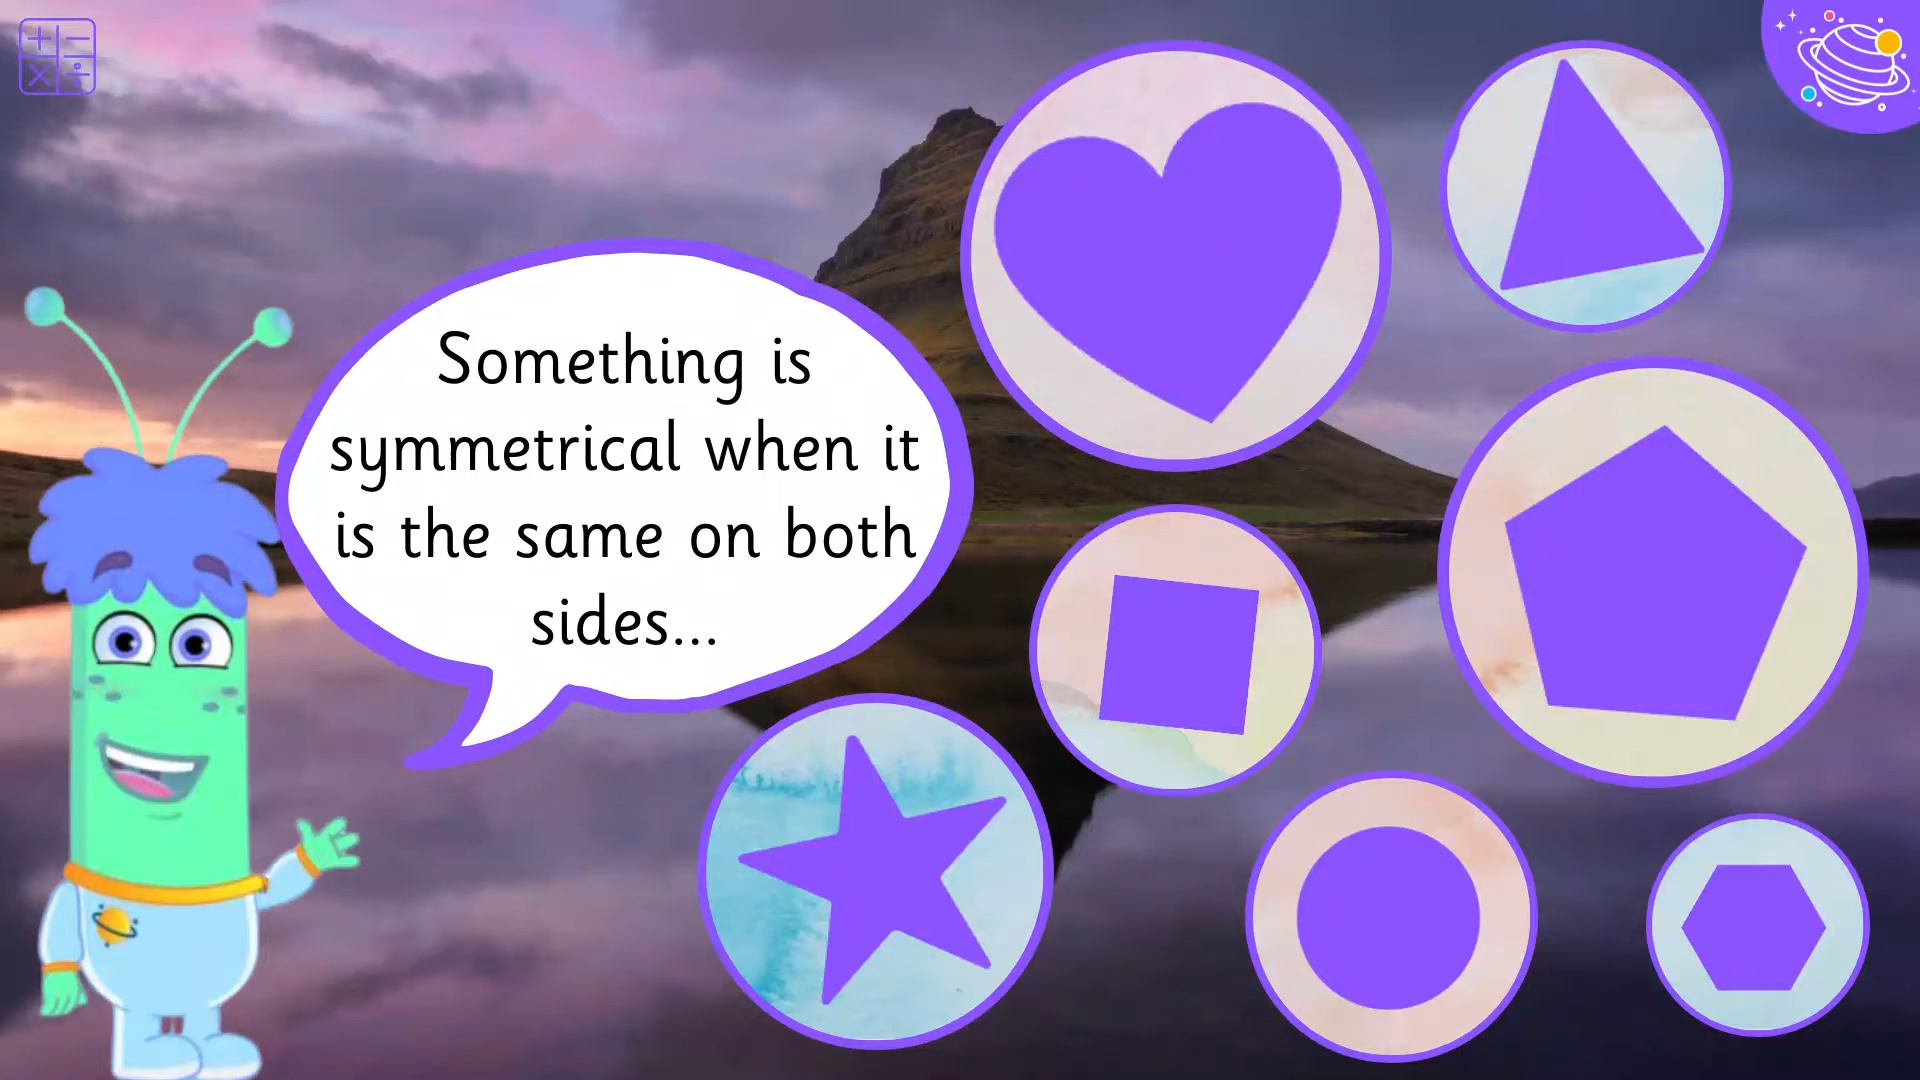 Something is
symmetrical when it
is the same on both
sides...